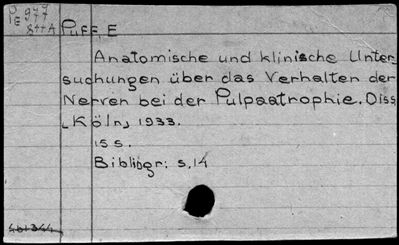 Puff, E
Anatomische und klinische Unter-
suchungen über das Verhalten der
Nerven bei der Pulpaatrophie. Diss
Köln, 1933.
15 s.
Bibliogr: s. 14